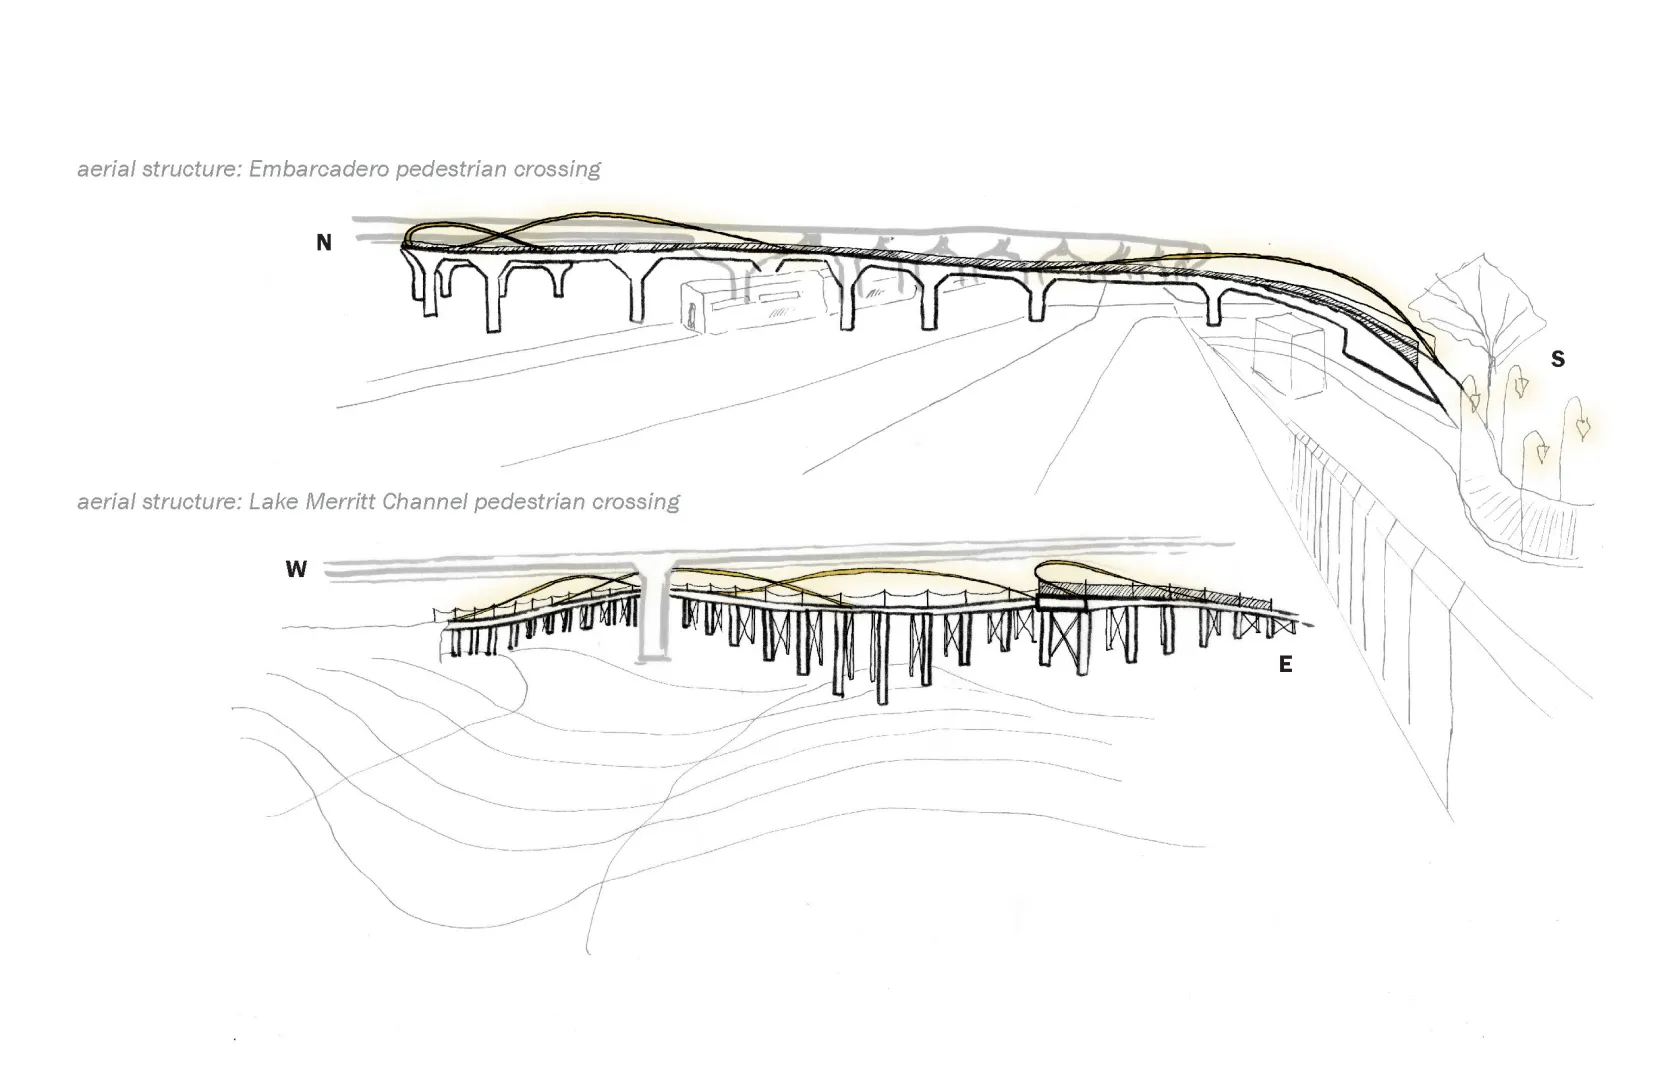 aerial structure: Embarcadero pedestrian crossing
N
S
aerial structure: Lake Merritt Channel pedestrian crossing
W
E